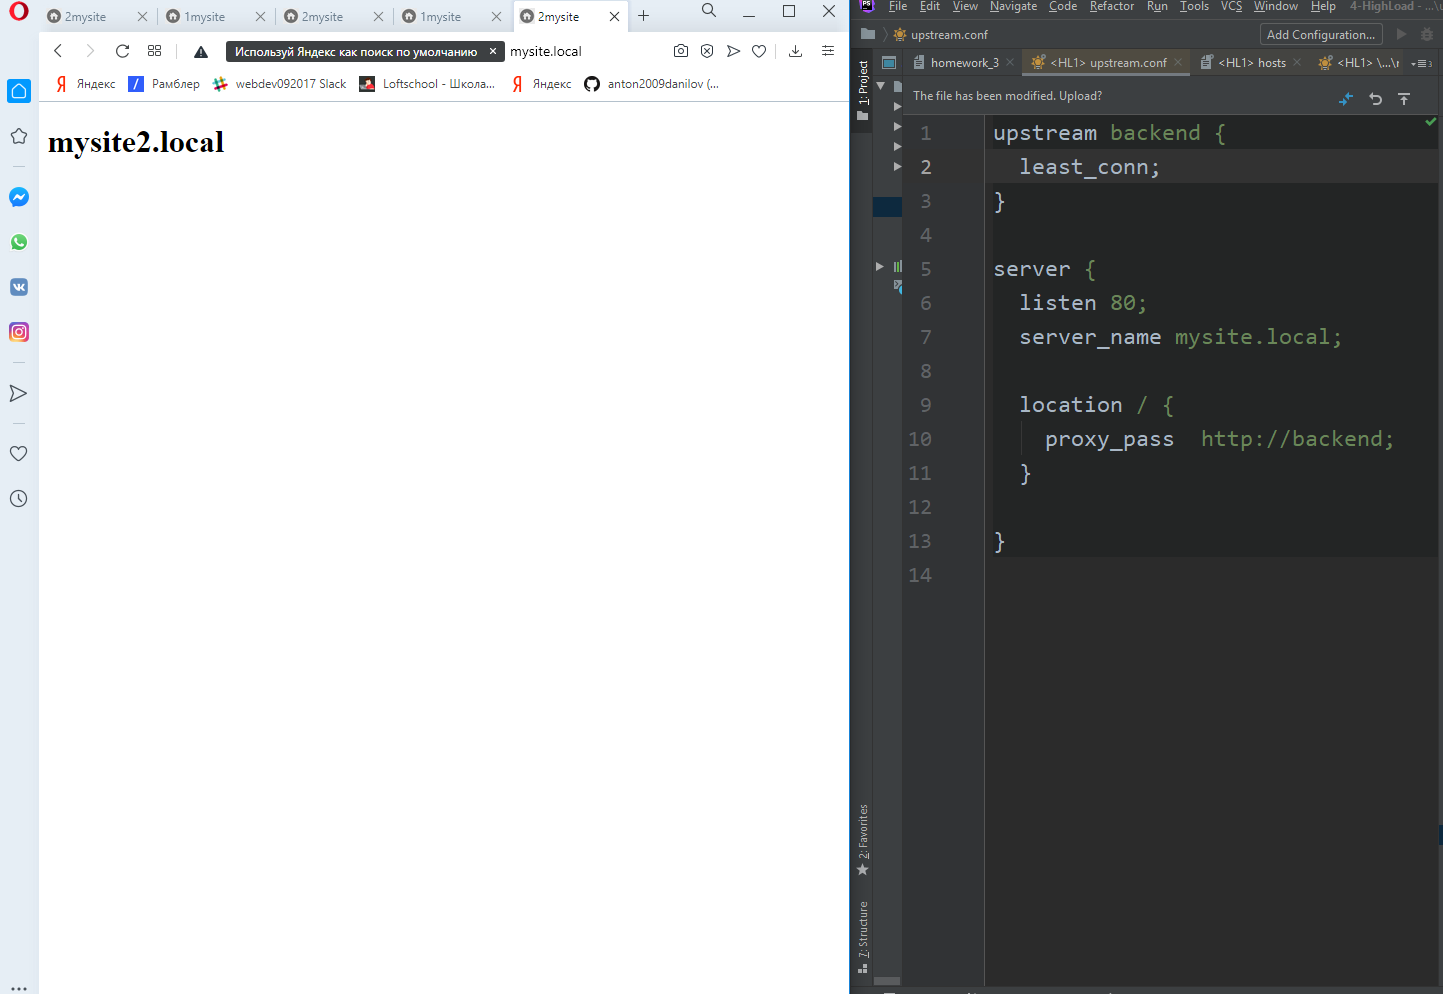 2mysite
1mysite
2mysite
1mysite
2mysite
Используй Яндекс как поиск по умолчанию
mysite.local
Яндекс
Рамблер
webdev092017 Slack
Loftschool - Школа...
Яндекс
anton2009danilov (...
mysite2.local
File Edit View Navigate Code Refactor Run Tools VCS Window Help 4-HighLoad - ...\
upstream.conf
Add Configuration...
homework_3
<HL1> upstream.conf
<HL1> hosts
<HL1> \...\
3
The file has been modified. Upload?
1: Project
2: Favorites
7: Structure
1 upstream backend {
2 least_conn;
3 }
4
5 server {
6 listen 80;
7 server_name mysite.local;
8
9 location / {
10 proxy_pass  http://backend;
11 }
12
13 }
14